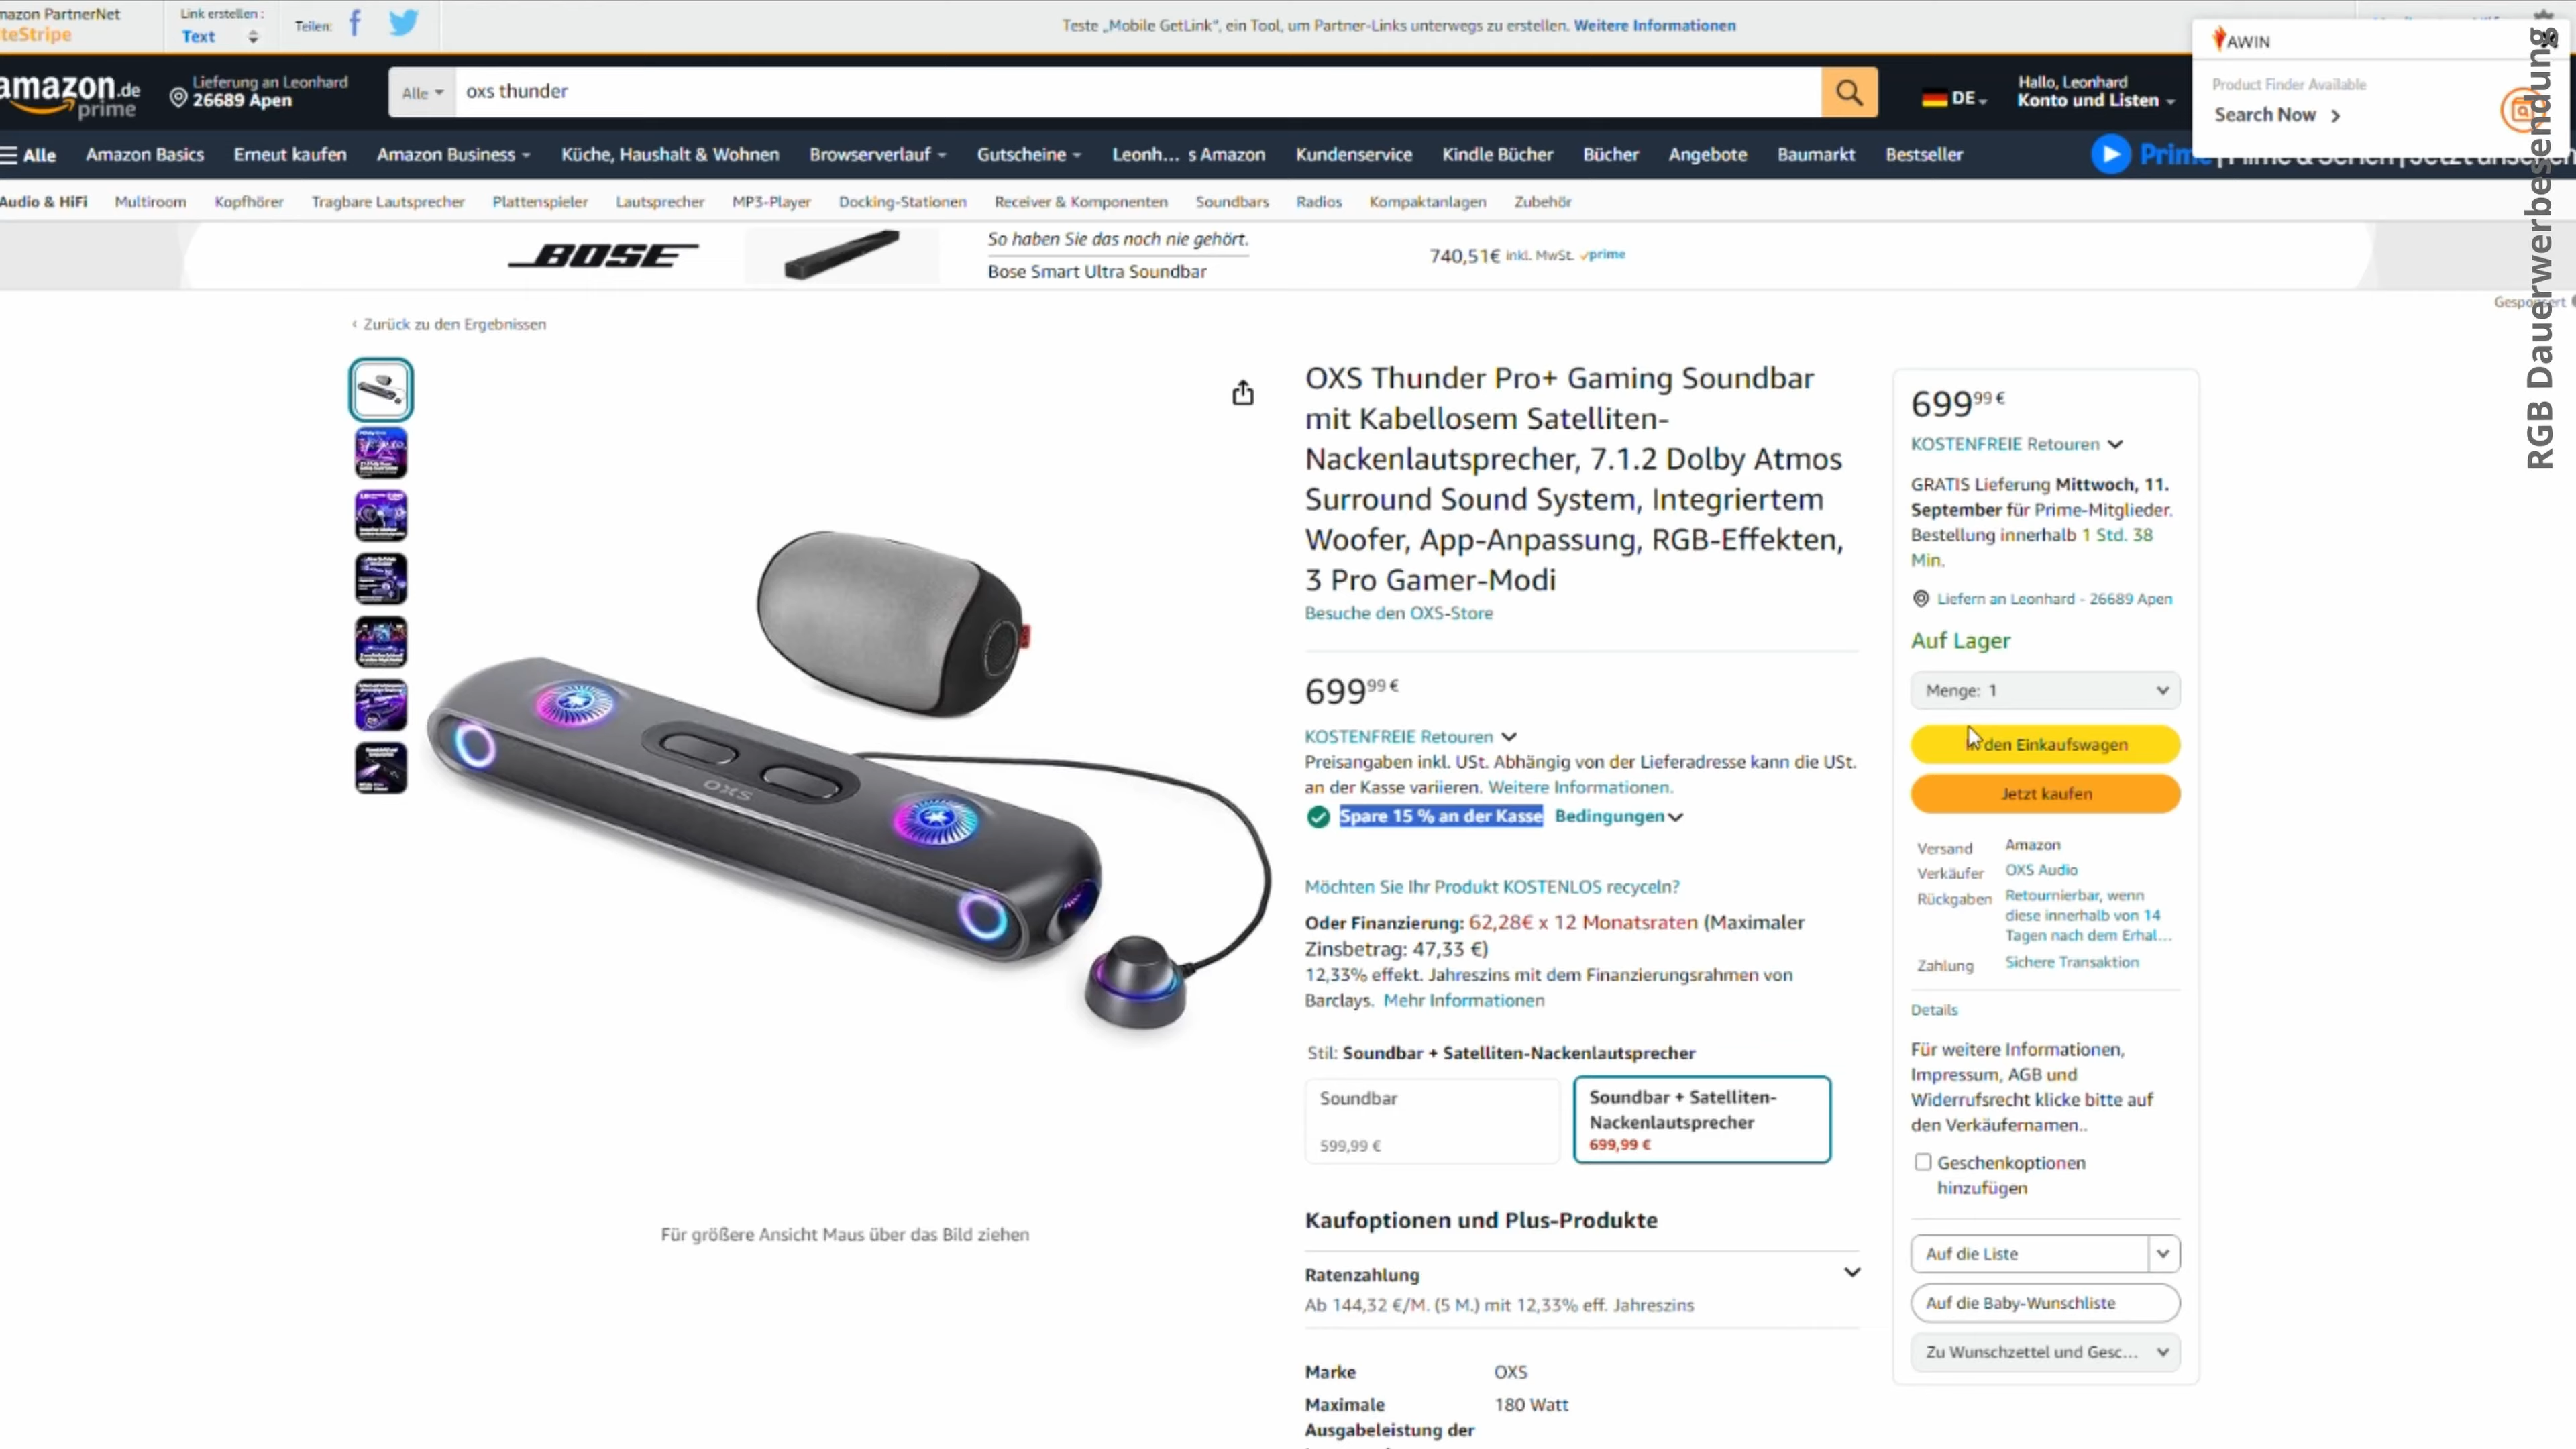 mazon PartnerNet
teStripe
Link erstellen :
Text
Teilen:
Teste „Mobile GetLink“, ein Tool, um Partner-Links unterwegs zu erstellen. Weitere Informationen
AWIN
Product Finder Available
Search Now
RGB Dauerwerbesendung
amazon.de
prime
Lieferung an Leonhard
26689 Apen
Alle
oxs thunder
DE
Hallo, Leonhard
Konto und Listen
Alle
Amazon Basics
Erneut kaufen
Amazon Business
Küche, Haushalt & Wohnen
Browserverlauf
Gutscheine
Leonh... s Amazon
Kundenservice
Kindle Bücher
Bücher
Angebote
Baumarkt
Bestseller
Audio & HiFi
Multiroom
Kopfhörer
Tragbare Lautsprecher
Plattenspieler
Lautsprecher
MP3-Player
Docking-Stationen
Receiver & Komponenten
Soundbars
Radios
Kompaktanlagen
Zubehör
BOSE
So haben Sie das noch nie gehört.
Bose Smart Ultra Soundbar
740,51€ inkl. MwSt. prime
‹ Zurück zu den Ergebnissen
OXS
OXS Thunder Pro+ Gaming Soundbar
mit Kabellosem Satelliten-
Nackenlautsprecher, 7.1.2 Dolby Atmos
Surround Sound System, Integriertem
Woofer, App-Anpassung, RGB-Effekten,
3 Pro Gamer-Modi
Besuche den OXS-Store
699 99 €
KOSTENFREIE Retouren
Preisangaben inkl. USt. Abhängig von der Lieferadresse kann die USt.
an der Kasse variieren. Weitere Informationen.
Spare 15 % an der Kasse Bedingungen
Möchten Sie Ihr Produkt KOSTENLOS recyceln?
Oder Finanzierung: 62,28€ x 12 Monatsraten (Maximaler
Zinsbetrag: 47,33 €)
12,33% effekt. Jahreszins mit dem Finanzierungsrahmen von
Barclays. Mehr Informationen
Stil: Soundbar + Satelliten-Nackenlautsprecher
Soundbar
599,99 €
Soundbar + Satelliten-
Nackenlautsprecher
699,99 €
Für größere Ansicht Maus über das Bild ziehen
Kaufoptionen und Plus-Produkte
Ratenzahlung
Ab 144,32 €/M. (5 M.) mit 12,33% eff. Jahreszins
Marke OXS
Maximale 180 Watt
Ausgabeleistung der
699 99 €
KOSTENFREIE Retouren
GRATIS Lieferung Mittwoch, 11.
September für Prime-Mitglieder.
Bestellung innerhalb 1 Std. 38
Min.
Liefern an Leonhard - 26689 Apen
Auf Lager
Menge: 1
den Einkaufswagen
Jetzt kaufen
Versand Amazon
Verkäufer OXS Audio
Rückgaben Retournierbar, wenn
diese innerhalb von 14
Tagen nach dem Erhal...
Zahlung Sichere Transaktion
Details
Für weitere Informationen,
Impressum, AGB und
Widerrufsrecht klicke bitte auf
den Verkäufernamen..
Geschenkoptionen
hinzufügen
Auf die Liste
Auf die Baby-Wunschliste
Zu Wunschzettel und Gesc...